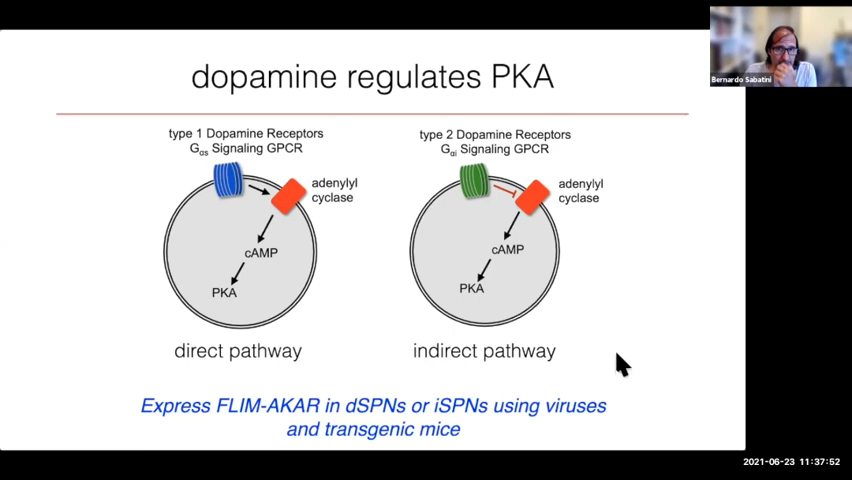 dopamine regulates PKA
type 1 Dopamine Receptors
Gαs Signaling GPCR
adenylyl
cyclase
cAMP
PKA
direct pathway
type 2 Dopamine Receptors
Gαi Signaling GPCR
adenylyl
cyclase
cAMP
PKA
indirect pathway
Express FLIM-AKAR in dSPNs or iSPNs using viruses
and transgenic mice
Bernardo Sabatini
2021-06-23 11:37:52